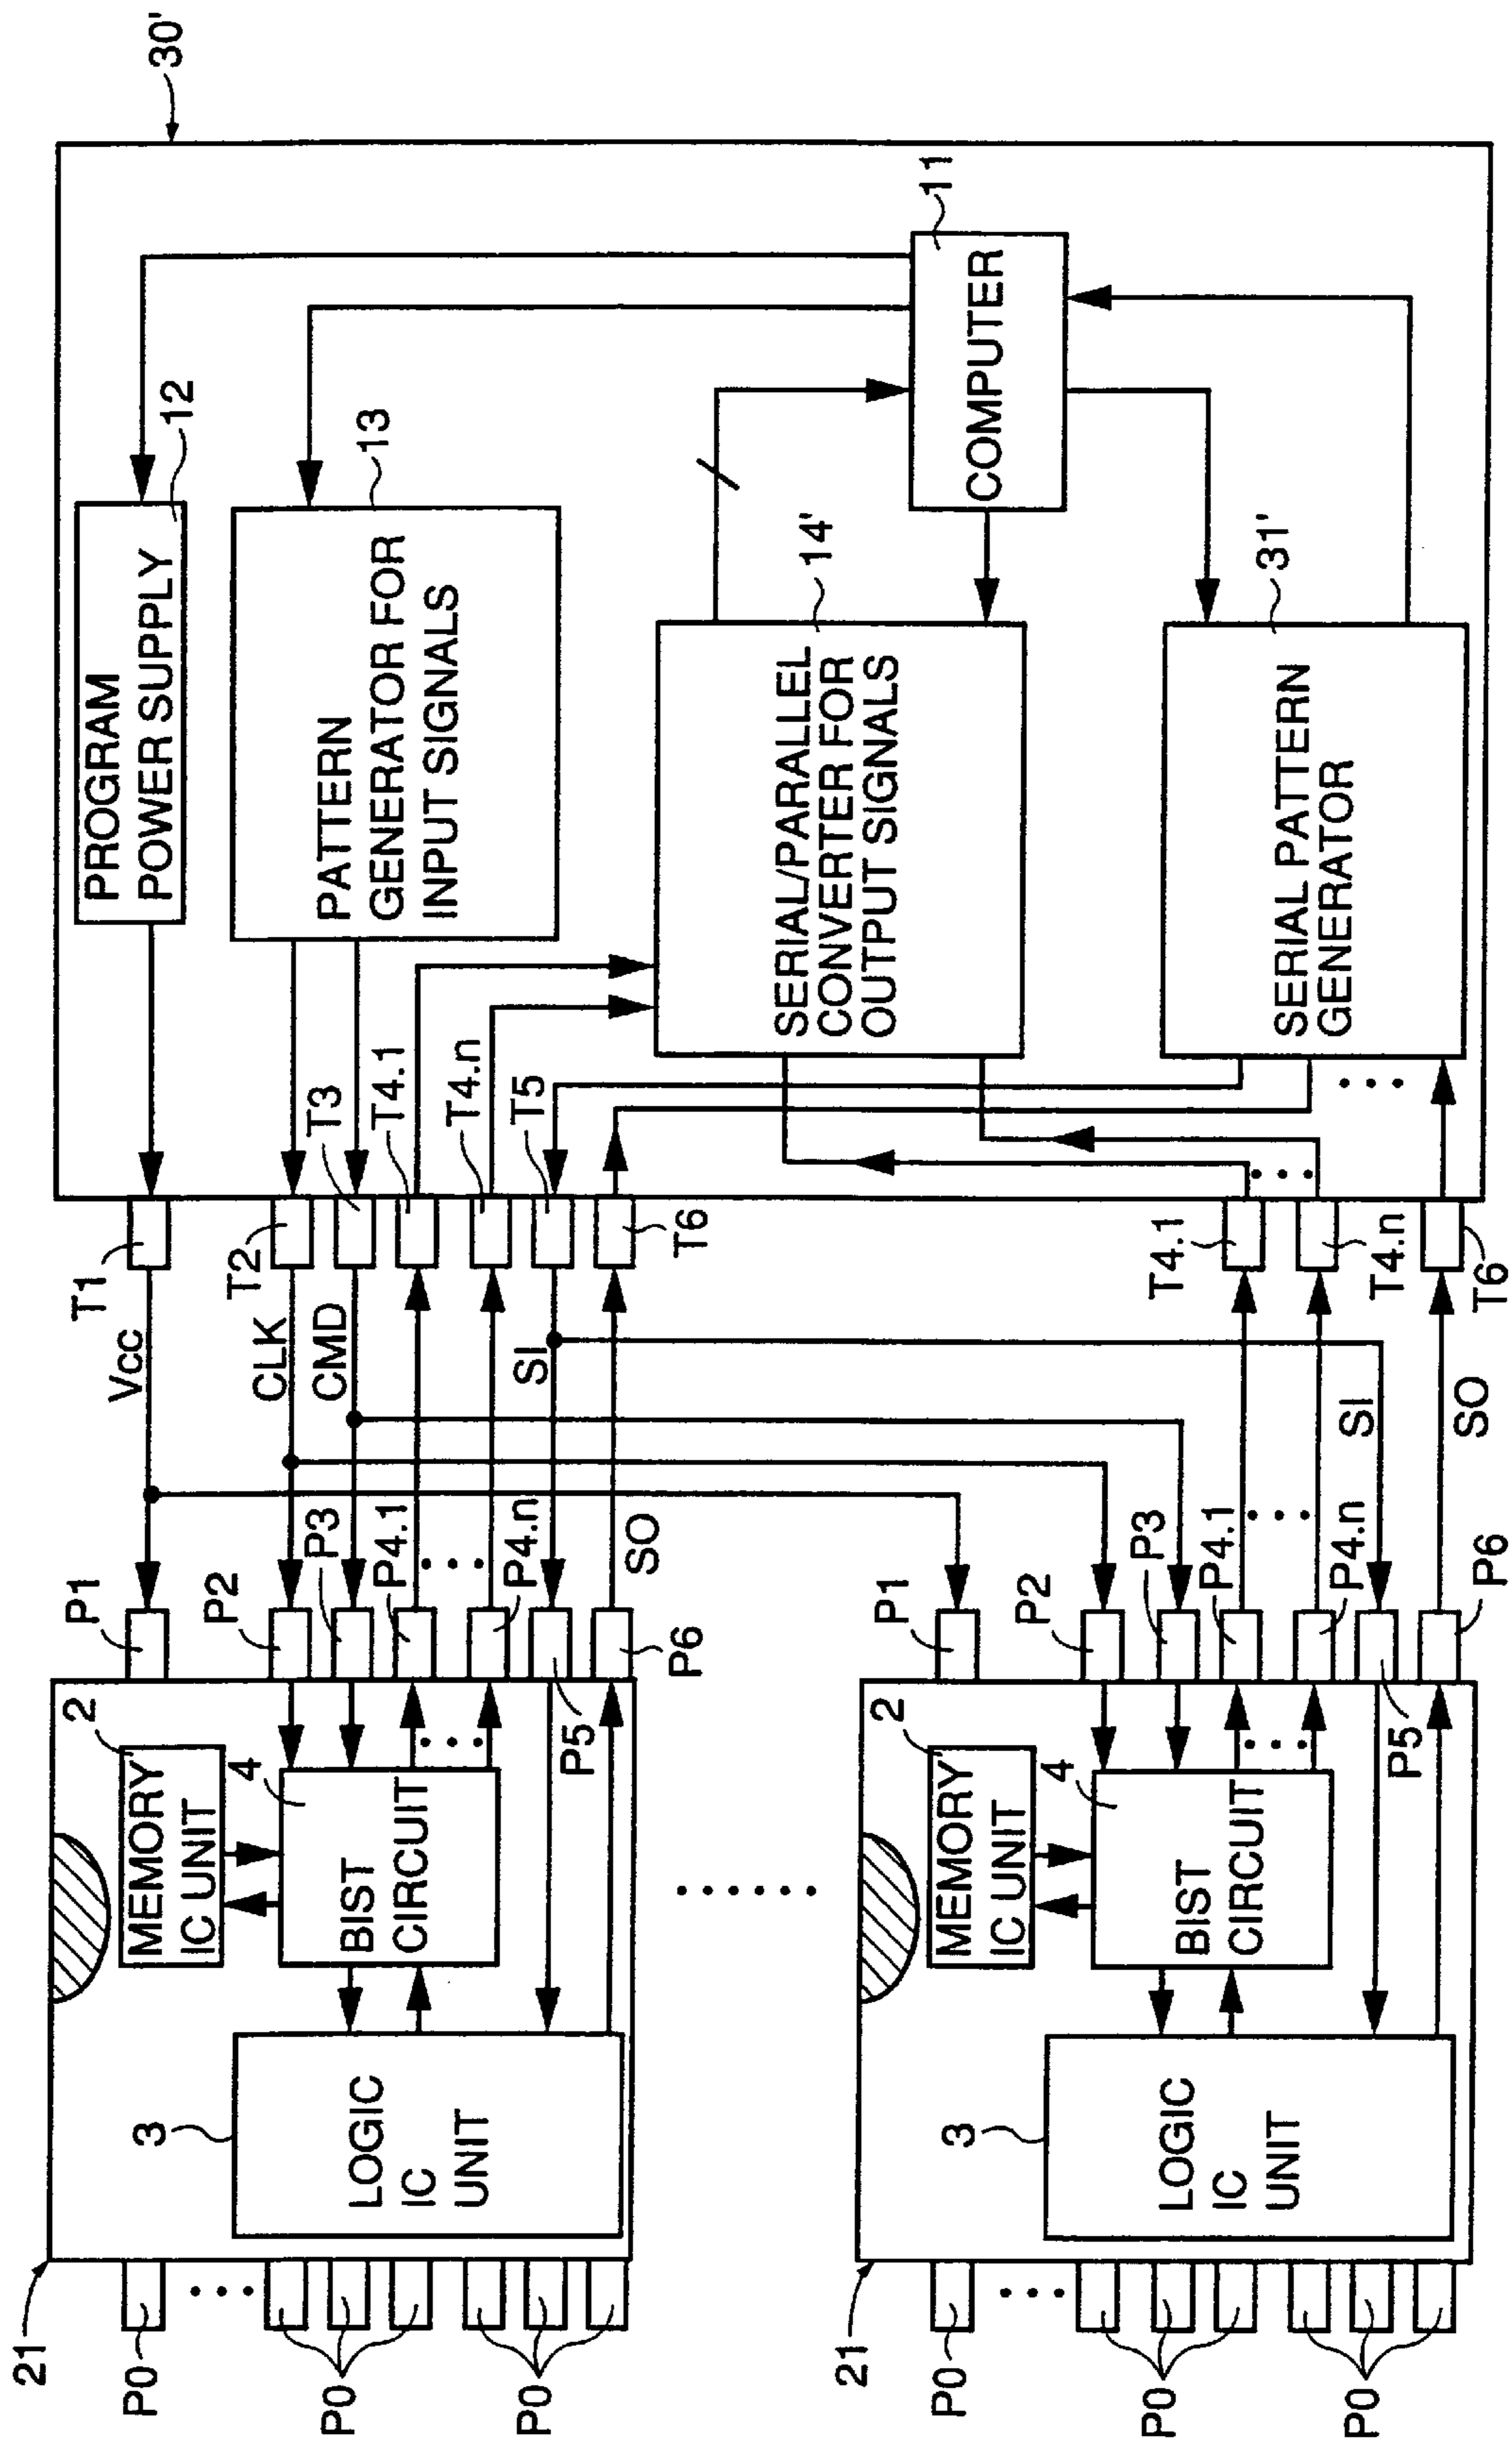 30'
PROGRAM
POWER SUPPLY
12
PATTERN
GENERATOR FOR
INPUT SIGNALS
13
SERIAL/PARALLEL
CONVERTER FOR
OUTPUT SIGNALS
14'
COMPUTER
11
SERIAL PATTERN
GENERATOR
31'
T1
T2
T3
T4.1
T4.n
T5
T6
T4.1
T4.n
T6
Vcc
CLK
CMD
SI
SO
SI
SO
P1
P2
P3
P4.1
P4.n
P5
P6
P1
P2
P3
P4.1
P4.n
P5
P6
21
MEMORY
IC UNIT
2
BIST
CIRCUIT
4
LOGIC
IC
UNIT
3
P0
P0
P0
21
MEMORY
IC UNIT
2
BIST
CIRCUIT
4
LOGIC
IC
UNIT
3
P0
P0
P0